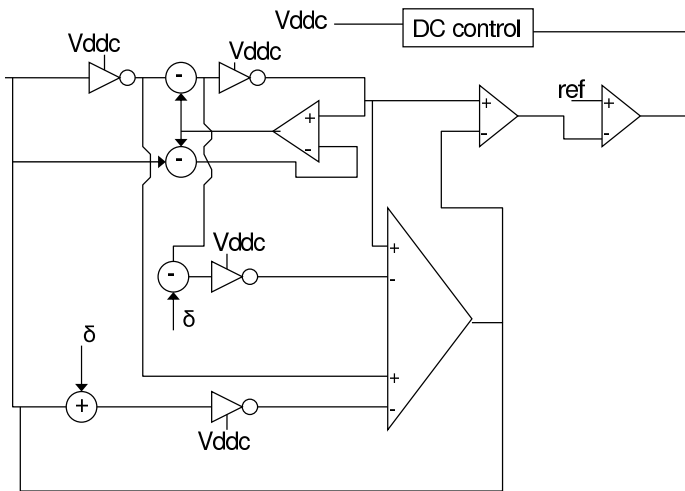 Vddc
DC control
Vddc
Vddc
-
+
-
+
-
ref
+
-
-
Vddc
-
δ
+
-
δ
+
+
-
Vddc